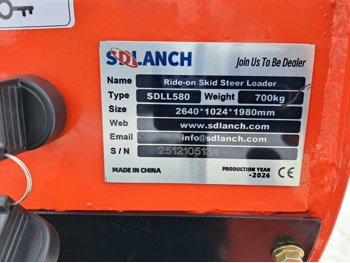 SDLANCH Join Us To Be Dealer
Name Ride-on Skid Steer Loader
Type SDLL580 Weight 700kg
Size 2640*1024*1980mm
Web www.sdlanch.com
Email info@sdlanch.com
S / N 2512105134
MADE IN CHINA PRODUCTION YEAR
-2026